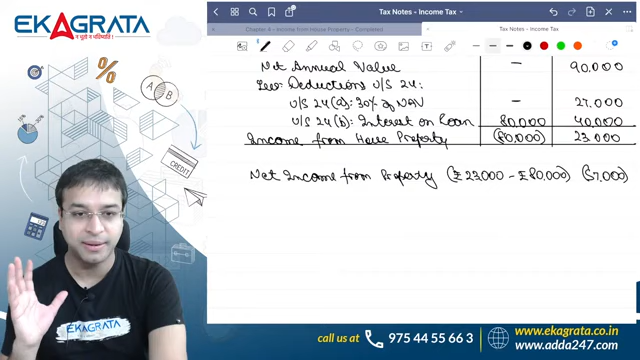 EKAGRATA
Tax Notes - Income Tax
Chapter 4 - Income from House Property - Completed
Tax Notes - Income Tax
Net Annual Value — 90,000
Less: Deductions U/S 24:
U/S 24(a): 30% of NAV — 27,000
U/S 24(b): Interest on Loan 80,000 40,000
Income from House Property (80,000) 23,000
Net Income from Property (₹ 23,000 - ₹ 80,000) (57,000)
A B
CREDIT
EKAGRATA
call us at 975 44 55 66 3
www.ekagrata.co.in
www.adda247.com